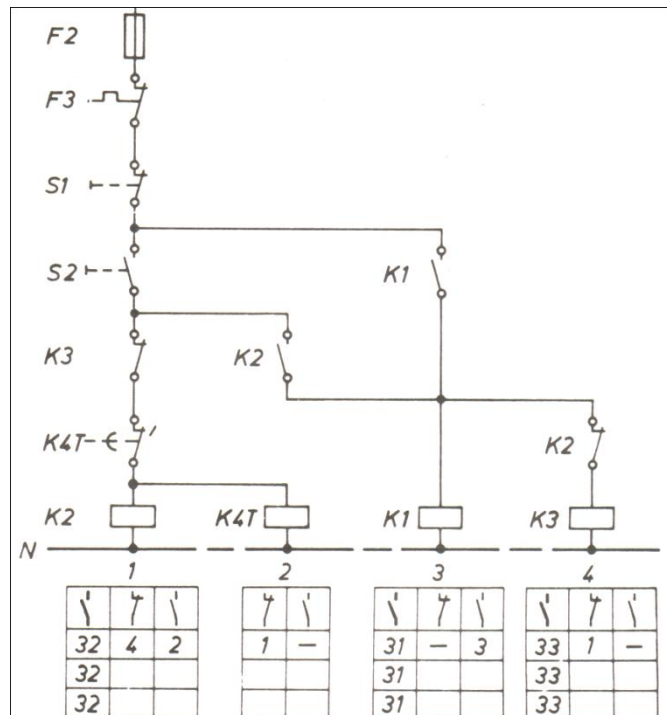 F2
F3
S1
S2
K1
K3
K2
K4T
K2
K2
K4T
K1
K3
N
1 2 3 4
32 4 2 1 — 31 — 3 33 1 —
32 31 33
32 31 33